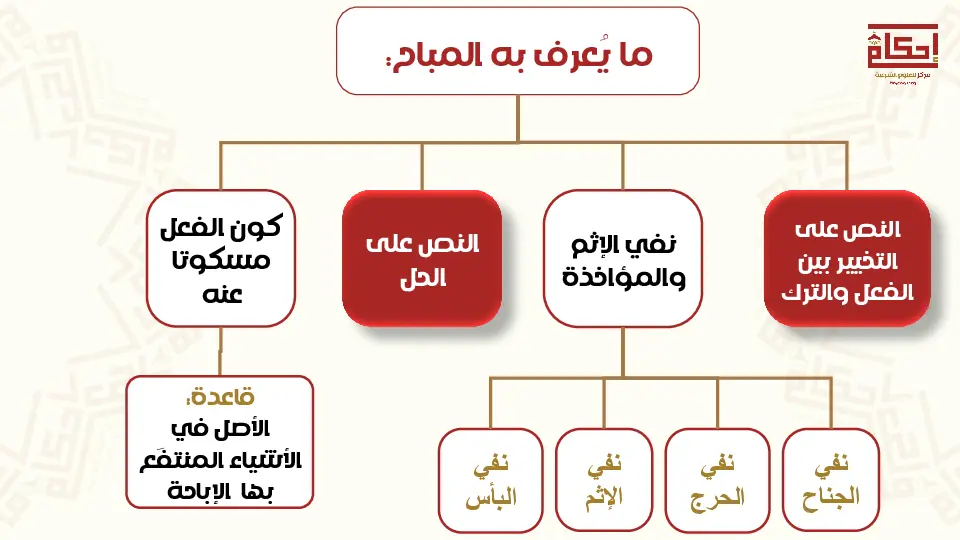 إحكام
مركز للعلوم الشرعية
ما يُعرف به المباح:
النص على
التخيير بين
الفعل والترك
نفي الإثم
والمؤاخذة
النص على
الحل
كون الفعل
مسكوتا
عنه
نفي
الجناح
نفي
الحرج
نفي
الإثم
نفي
البأس
قاعدة:
الأصل في
الأشياء المنتفَع
بها الإباحة